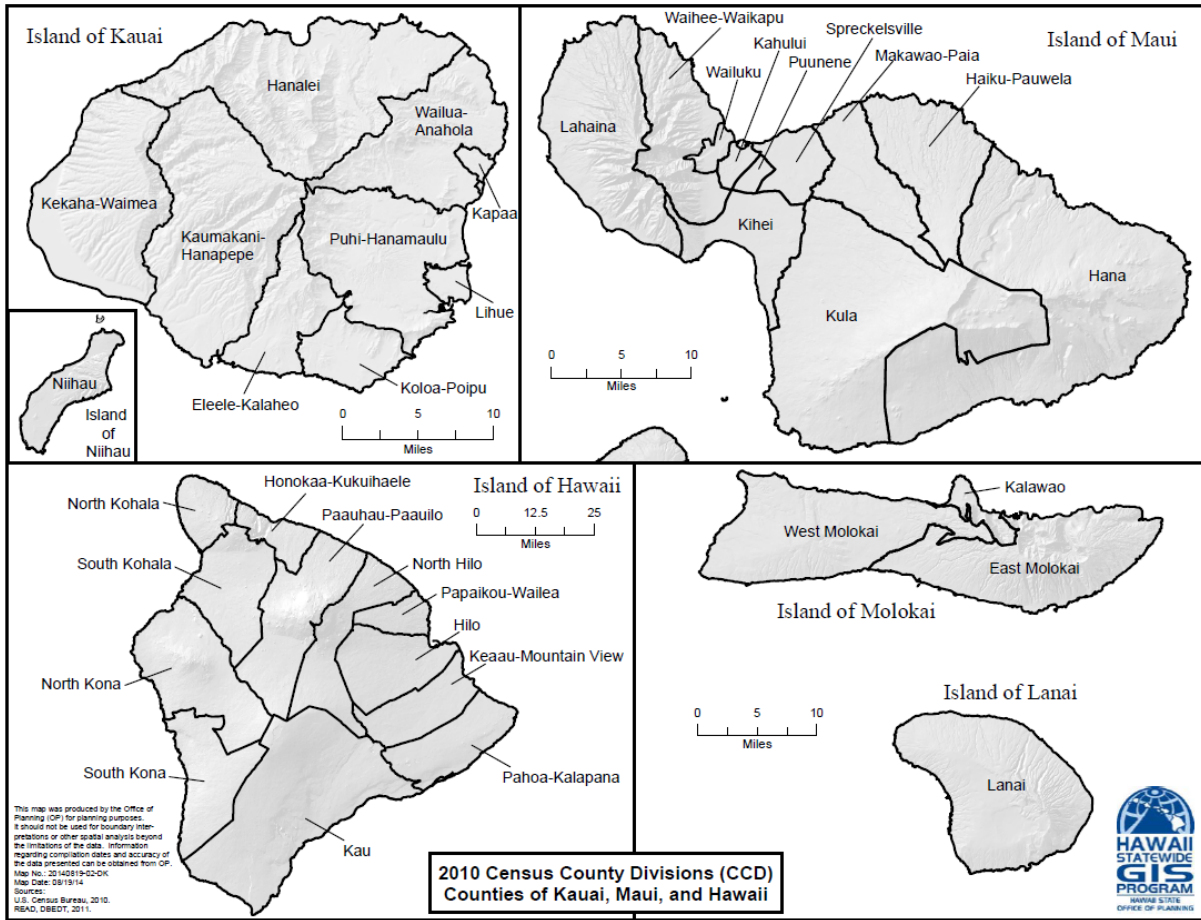 Island of Kauai
Hanalei
Wailua-
Anahola
Kapaa
Kekaha-Waimea
Kaumakani-
Hanapepe
Puhi-Hanamaulu
Lihue
Eleele-Kalaheo
Koloa-Poipu
0 5 10
Miles
Niihau
Island
of
Niihau
Island of Maui
Waihee-Waikapu
Kahului
Wailuku
Puunene
Spreckelsville
Makawao-Paia
Haiku-Pauwela
Lahaina
Kihei
Kula
Hana
0 5 10
Miles
Island of Hawaii
0 12.5 25
Miles
North Kohala
Honokaa-Kukuihaele
Paauhau-Paauilo
South Kohala
North Hilo
Papaikou-Wailea
Hilo
Keaau-Mountain View
North Kona
South Kona
Pahoa-Kalapana
Kau
This map was produced by the Office of
Planning (OP) for planning purposes.
It should not be used for boundary inter-
pretations or other spatial analysis beyond
the limitations of the data. Information
regarding compilation dates and accuracy of
the data presented can be obtained from OP.
Map No.: 20140819-02-DK
Map Date: 08/19/14
Sources:
U.S. Census Bureau, 2010.
READ, DBEDT, 2011.
2010 Census County Divisions (CCD)
Counties of Kauai, Maui, and Hawaii
Kalawao
West Molokai
East Molokai
Island of Molokai
Island of Lanai
0 5 10
Miles
Lanai
HAWAII
STATEWIDE
GIS
PROGRAM
HAWAII STATE
OFFICE OF PLANNING